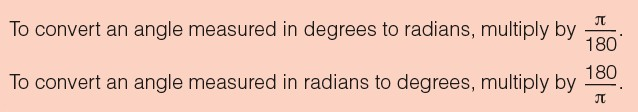 To convert an angle measured in degrees to radians, multiply by π/180.
To convert an angle measured in radians to degrees, multiply by 180/π.